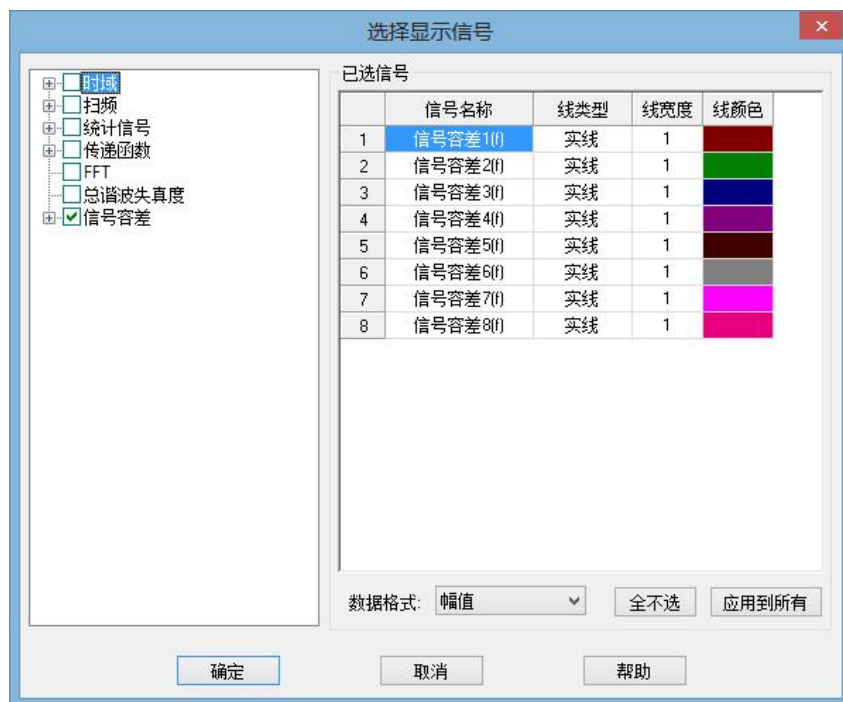 选择显示信号
时域
扫频
统计信号
传递函数
FFT
总谐波失真度
信号容差
已选信号
信号名称 线类型 线宽度 线颜色
1 信号容差1(f) 实线 1
2 信号容差2(f) 实线 1
3 信号容差3(f) 实线 1
4 信号容差4(f) 实线 1
5 信号容差5(f) 实线 1
6 信号容差6(f) 实线 1
7 信号容差7(f) 实线 1
8 信号容差8(f) 实线 1
数据格式: 幅值 全不选 应用到所有
确定 取消 帮助